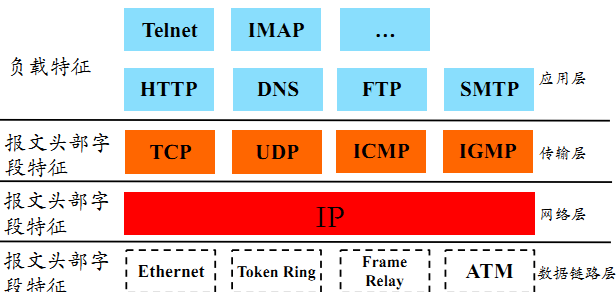 Telnet IMAP …
负载特征
HTTP DNS FTP SMTP 应用层
报文头部字
段特征
TCP UDP ICMP IGMP 传输层
报文头部字
段特征
IP 网络层
报文头部字
段特征
Ethernet Token Ring Frame
Relay ATM 数据链路层